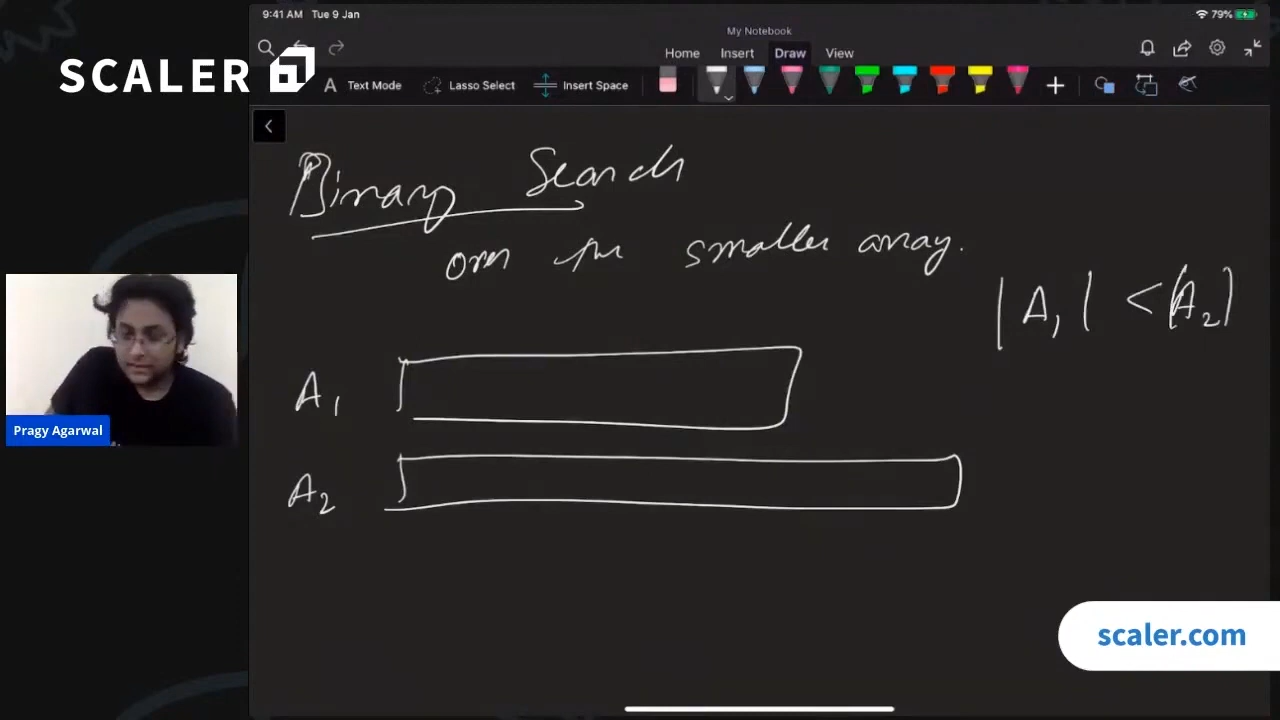 9:41 AM Tue 9 Jan
79%
My Notebook
Home Insert Draw View
SCALER
A Text Mode Lasso Select Insert Space
Binary Search
over the smaller array.
|A₁| < |A₂|
A₁
Pragy Agarwal
A₂
scaler.com